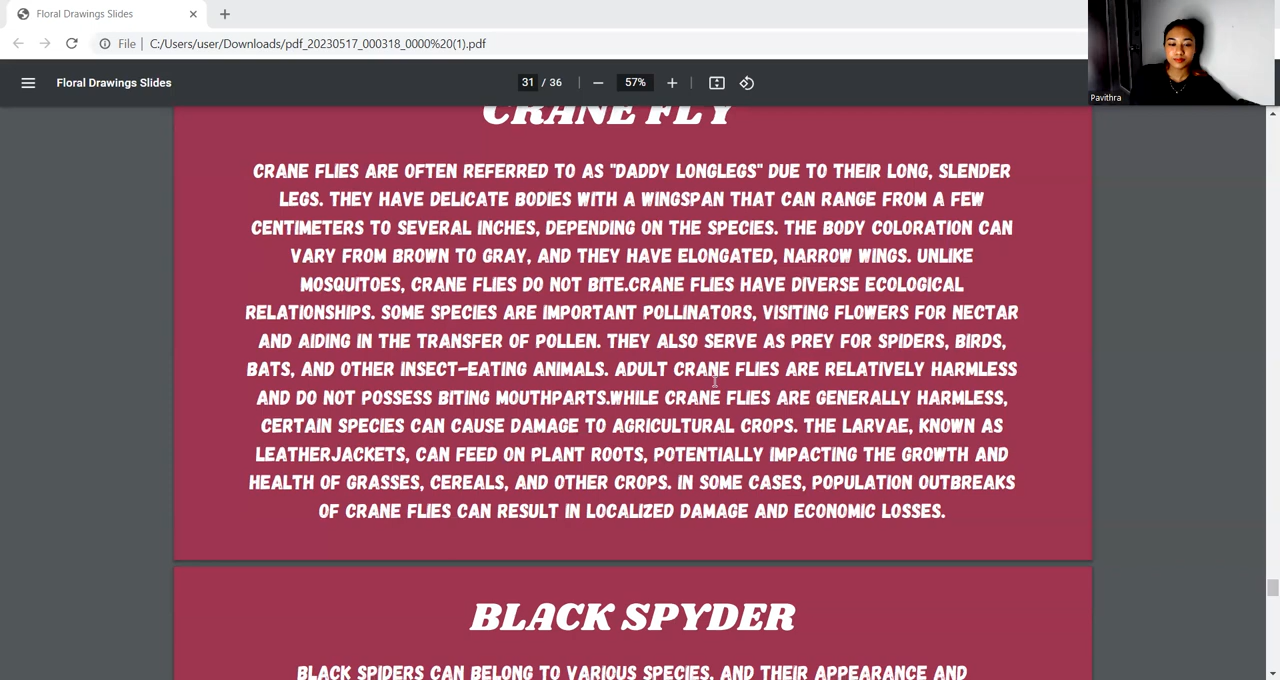 Floral Drawings Slides
File
C:/Users/user/Downloads/pdf_20230517_000318_0000%20(1).pdf
Floral Drawings Slides
31 / 36
57%
Pavithra
CRANE FLY
CRANE FLIES ARE OFTEN REFERRED TO AS "DADDY LONGLEGS" DUE TO THEIR LONG, SLENDER
LEGS. THEY HAVE DELICATE BODIES WITH A WINGSPAN THAT CAN RANGE FROM A FEW
CENTIMETERS TO SEVERAL INCHES, DEPENDING ON THE SPECIES. THE BODY COLORATION CAN
VARY FROM BROWN TO GRAY, AND THEY HAVE ELONGATED, NARROW WINGS. UNLIKE
MOSQUITOES, CRANE FLIES DO NOT BITE.CRANE FLIES HAVE DIVERSE ECOLOGICAL
RELATIONSHIPS. SOME SPECIES ARE IMPORTANT POLLINATORS, VISITING FLOWERS FOR NECTAR
AND AIDING IN THE TRANSFER OF POLLEN. THEY ALSO SERVE AS PREY FOR SPIDERS, BIRDS,
BATS, AND OTHER INSECT-EATING ANIMALS. ADULT CRANE FLIES ARE RELATIVELY HARMLESS
AND DO NOT POSSESS BITING MOUTHPARTS.WHILE CRANE FLIES ARE GENERALLY HARMLESS,
CERTAIN SPECIES CAN CAUSE DAMAGE TO AGRICULTURAL CROPS. THE LARVAE, KNOWN AS
LEATHERJACKETS, CAN FEED ON PLANT ROOTS, POTENTIALLY IMPACTING THE GROWTH AND
HEALTH OF GRASSES, CEREALS, AND OTHER CROPS. IN SOME CASES, POPULATION OUTBREAKS
OF CRANE FLIES CAN RESULT IN LOCALIZED DAMAGE AND ECONOMIC LOSSES.
BLACK SPYDER
BLACK SPIDERS CAN BELONG TO VARIOUS SPECIES, AND THEIR APPEARANCE AND